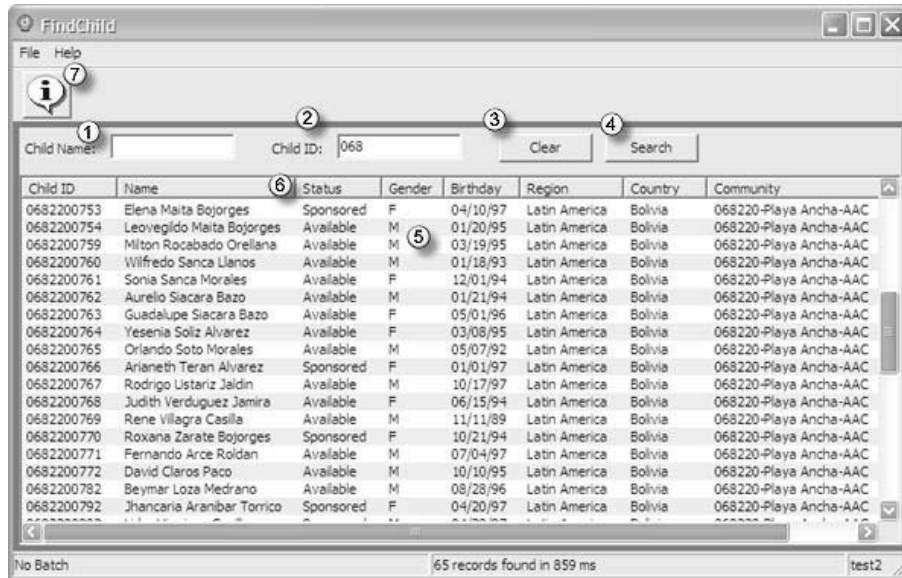 FindChild
File Help
⑦
① ② ③ ④
Child Name: Child ID: 068 Clear Search
Child ID Name ⑥ Status Gender Birthday Region Country Community
0682200753 Elena Maita Bojorges Sponsored F 04/10/97 Latin America Bolivia 068220-Playa Ancha-AAC
0682200754 Leovegildo Maita Bojorges Available M 01/20/95 Latin America Bolivia 068220-Playa Ancha-AAC
⑤
0682200759 Milton Rocabado Orellana Available M 03/19/95 Latin America Bolivia 068220-Playa Ancha-AAC
0682200760 Wilfredo Sanca Llanos Available M 01/18/93 Latin America Bolivia 068220-Playa Ancha-AAC
0682200761 Sonia Sanca Morales Available F 12/01/94 Latin America Bolivia 068220-Playa Ancha-AAC
0682200762 Aurelio Siacara Bazo Available M 01/21/94 Latin America Bolivia 068220-Playa Ancha-AAC
0682200763 Guadalupe Siacara Bazo Available F 05/01/96 Latin America Bolivia 068220-Playa Ancha-AAC
0682200764 Yesenia Soliz Alvarez Available F 03/08/95 Latin America Bolivia 068220-Playa Ancha-AAC
0682200765 Orlando Soto Morales Available M 05/07/92 Latin America Bolivia 068220-Playa Ancha-AAC
0682200766 Arianeth Teran Alvarez Sponsored F 01/01/97 Latin America Bolivia 068220-Playa Ancha-AAC
0682200767 Rodrigo Ustariz Jaldin Available M 10/17/97 Latin America Bolivia 068220-Playa Ancha-AAC
0682200768 Judith Verduguez Jamira Available F 06/15/94 Latin America Bolivia 068220-Playa Ancha-AAC
0682200769 Rene Villagra Casilla Available M 11/11/89 Latin America Bolivia 068220-Playa Ancha-AAC
0682200770 Roxana Zarate Bojorges Sponsored F 10/21/94 Latin America Bolivia 068220-Playa Ancha-AAC
0682200771 Fernando Arce Roldan Available M 07/04/97 Latin America Bolivia 068220-Playa Ancha-AAC
0682200772 David Claros Paco Available M 10/10/95 Latin America Bolivia 068220-Playa Ancha-AAC
0682200782 Beymar Loza Medrano Available M 08/28/96 Latin America Bolivia 068220-Playa Ancha-AAC
0682200792 Jhancaria Aranibar Torrico Sponsored F 04/20/97 Latin America Bolivia 068220-Playa Ancha-AAC
No Batch 65 records found in 859 ms test2